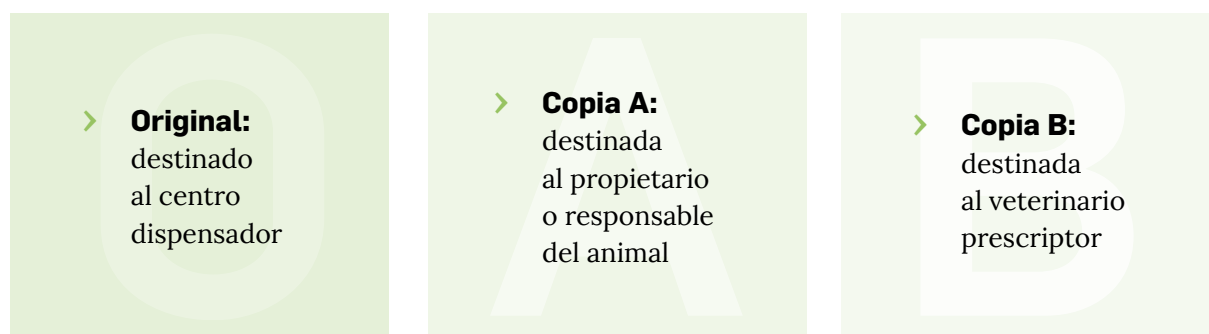 Original:
destinado
al centro
dispensador
Copia A:
destinada
al propietario
o responsable
del animal
Copia B:
destinada
al veterinario
prescriptor
O
A
B